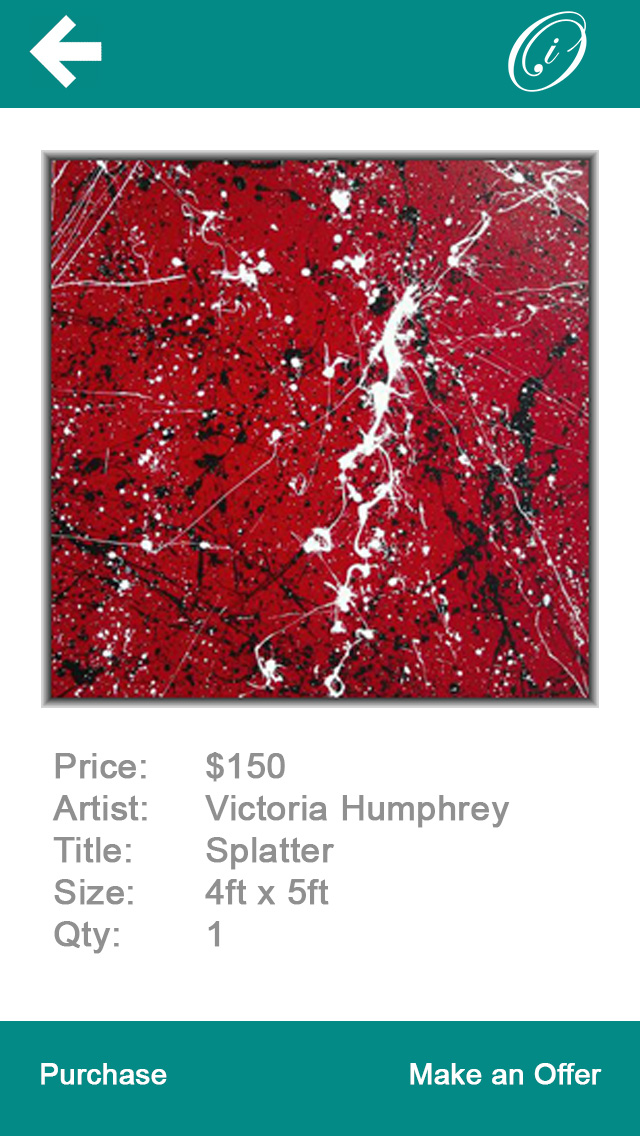 Price: $150
Artist: Victoria Humphrey
Title: Splatter
Size: 4ft x 5ft
Qty: 1
Purchase Make an Offer